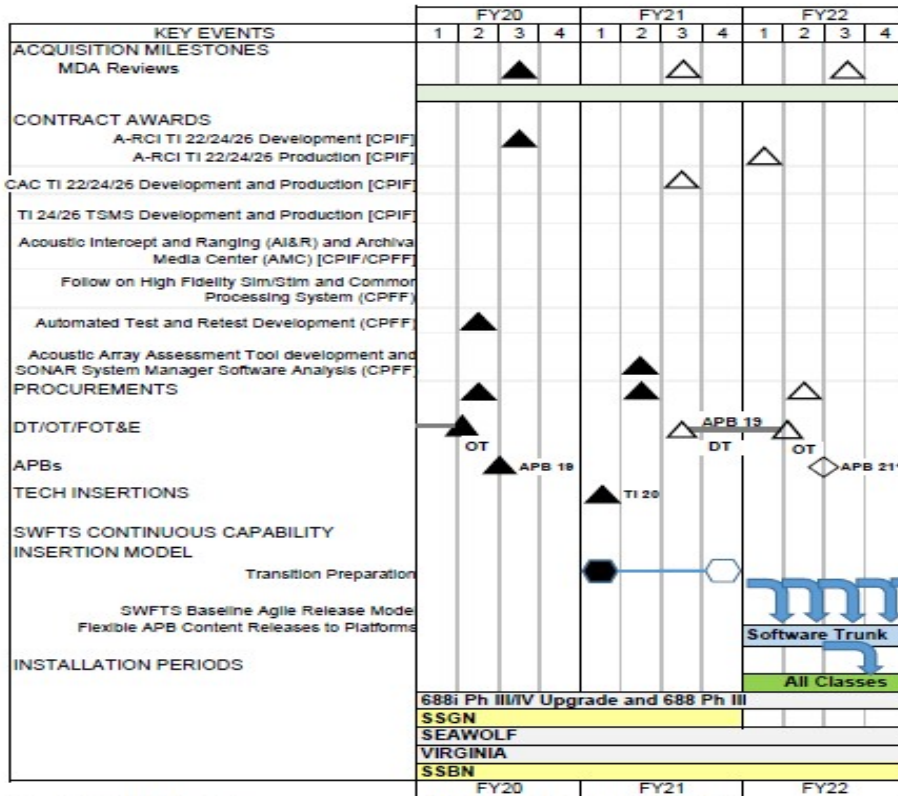 FY20 FY21 FY22
KEY EVENTS 1 2 3 4 1 2 3 4 1 2 3 4
ACQUISITION MILESTONES
MDA Reviews
CONTRACT AWARDS
A-RCI TI 22/24/26 Development [CPIF]
A-RCI TI 22/24/26 Production [CPIF]
CAC TI 22/24/26 Development and Production [CPIF]
TI 24/26 TSMS Development and Production [CPIF]
Acoustic Intercept and Ranging (AI&R) and Archiva
Media Center (AMC) [CPIF/CPFF]
Follow on High Fidelity Sim/Stim and Common
Processing System (CPFF)
Automated Test and Retest Development (CPFF)
Acoustic Array Assessment Tool development and
SONAR System Manager Software Analysis (CPFF)
PROCUREMENTS
DT/OT/FOT&E APB 19
OT DT OT
APBs APB 19 APB 21*
TECH INSERTIONS TI 20
SWFTS CONTINUOUS CAPABILITY
INSERTION MODEL
Transition Preparation
SWFTS Baseline Agile Release Model
Flexible APB Content Releases to Platforms
Software Trunk
INSTALLATION PERIODS
All Classes
688i Ph III/IV Upgrade and 688 Ph III
SSGN
SEAWOLF
VIRGINIA
SSBN
FY20 FY21 FY22